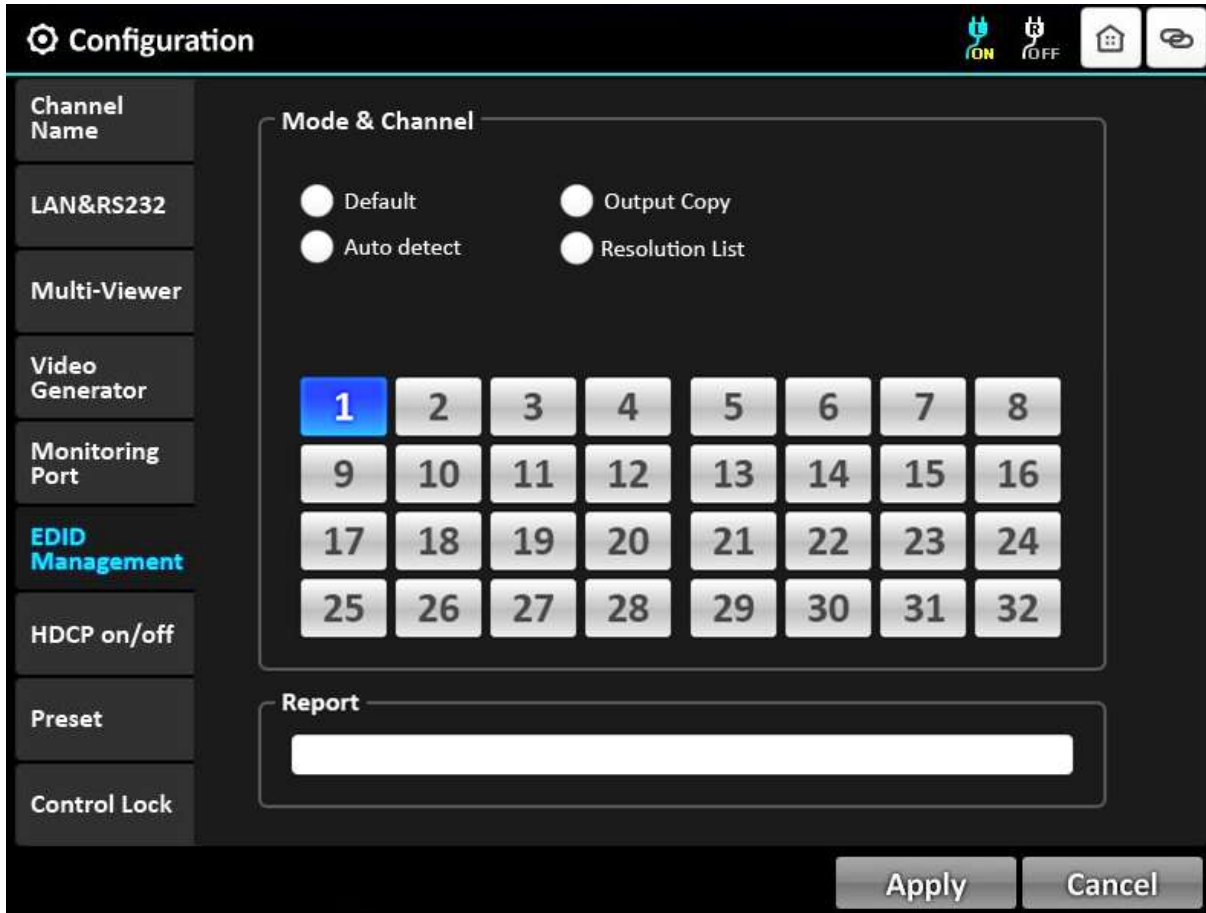 Configuration
L
ON
R
OFF
Channel
Name
LAN&RS232
Multi-Viewer
Video
Generator
Monitoring
Port
EDID
Management
HDCP on/off
Preset
Control Lock
Mode & Channel
Default
Output Copy
Auto detect
Resolution List
1 2 3 4 5 6 7 8
9 10 11 12 13 14 15 16
17 18 19 20 21 22 23 24
25 26 27 28 29 30 31 32
Report
Apply
Cancel